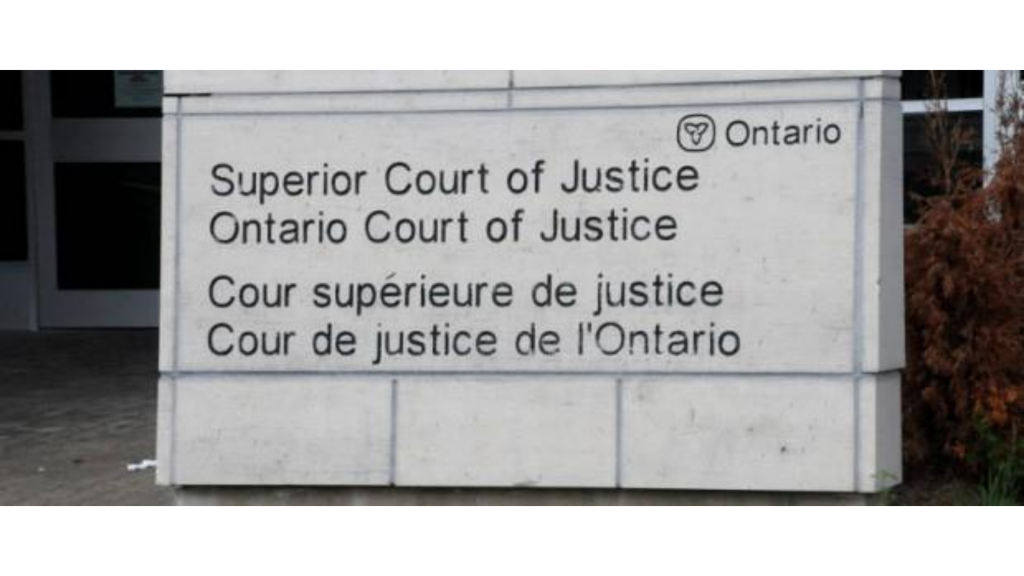 Ontario
Superior Court of Justice
Ontario Court of Justice
Cour supérieure de justice
Cour de justice de l'Ontario